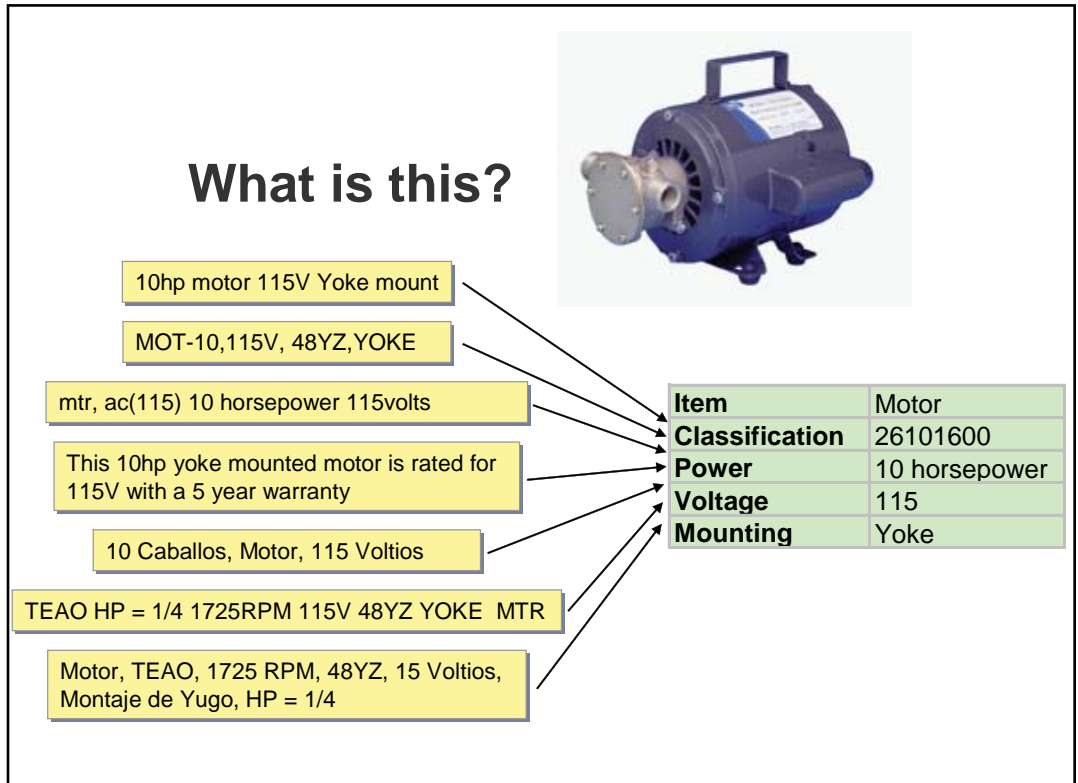 What is this?
10hp motor 115V Yoke mount
MOT-10,115V, 48YZ,YOKE
mtr, ac(115) 10 horsepower 115volts
This 10hp yoke mounted motor is rated for
115V with a 5 year warranty
10 Caballos, Motor, 115 Voltios
TEAO HP = 1/4 1725RPM 115V 48YZ YOKE MTR
Motor, TEAO, 1725 RPM, 48YZ, 15 Voltios,
Montaje de Yugo, HP = 1/4
Item Motor
Classification 26101600
Power 10 horsepower
Voltage 115
Mounting Yoke